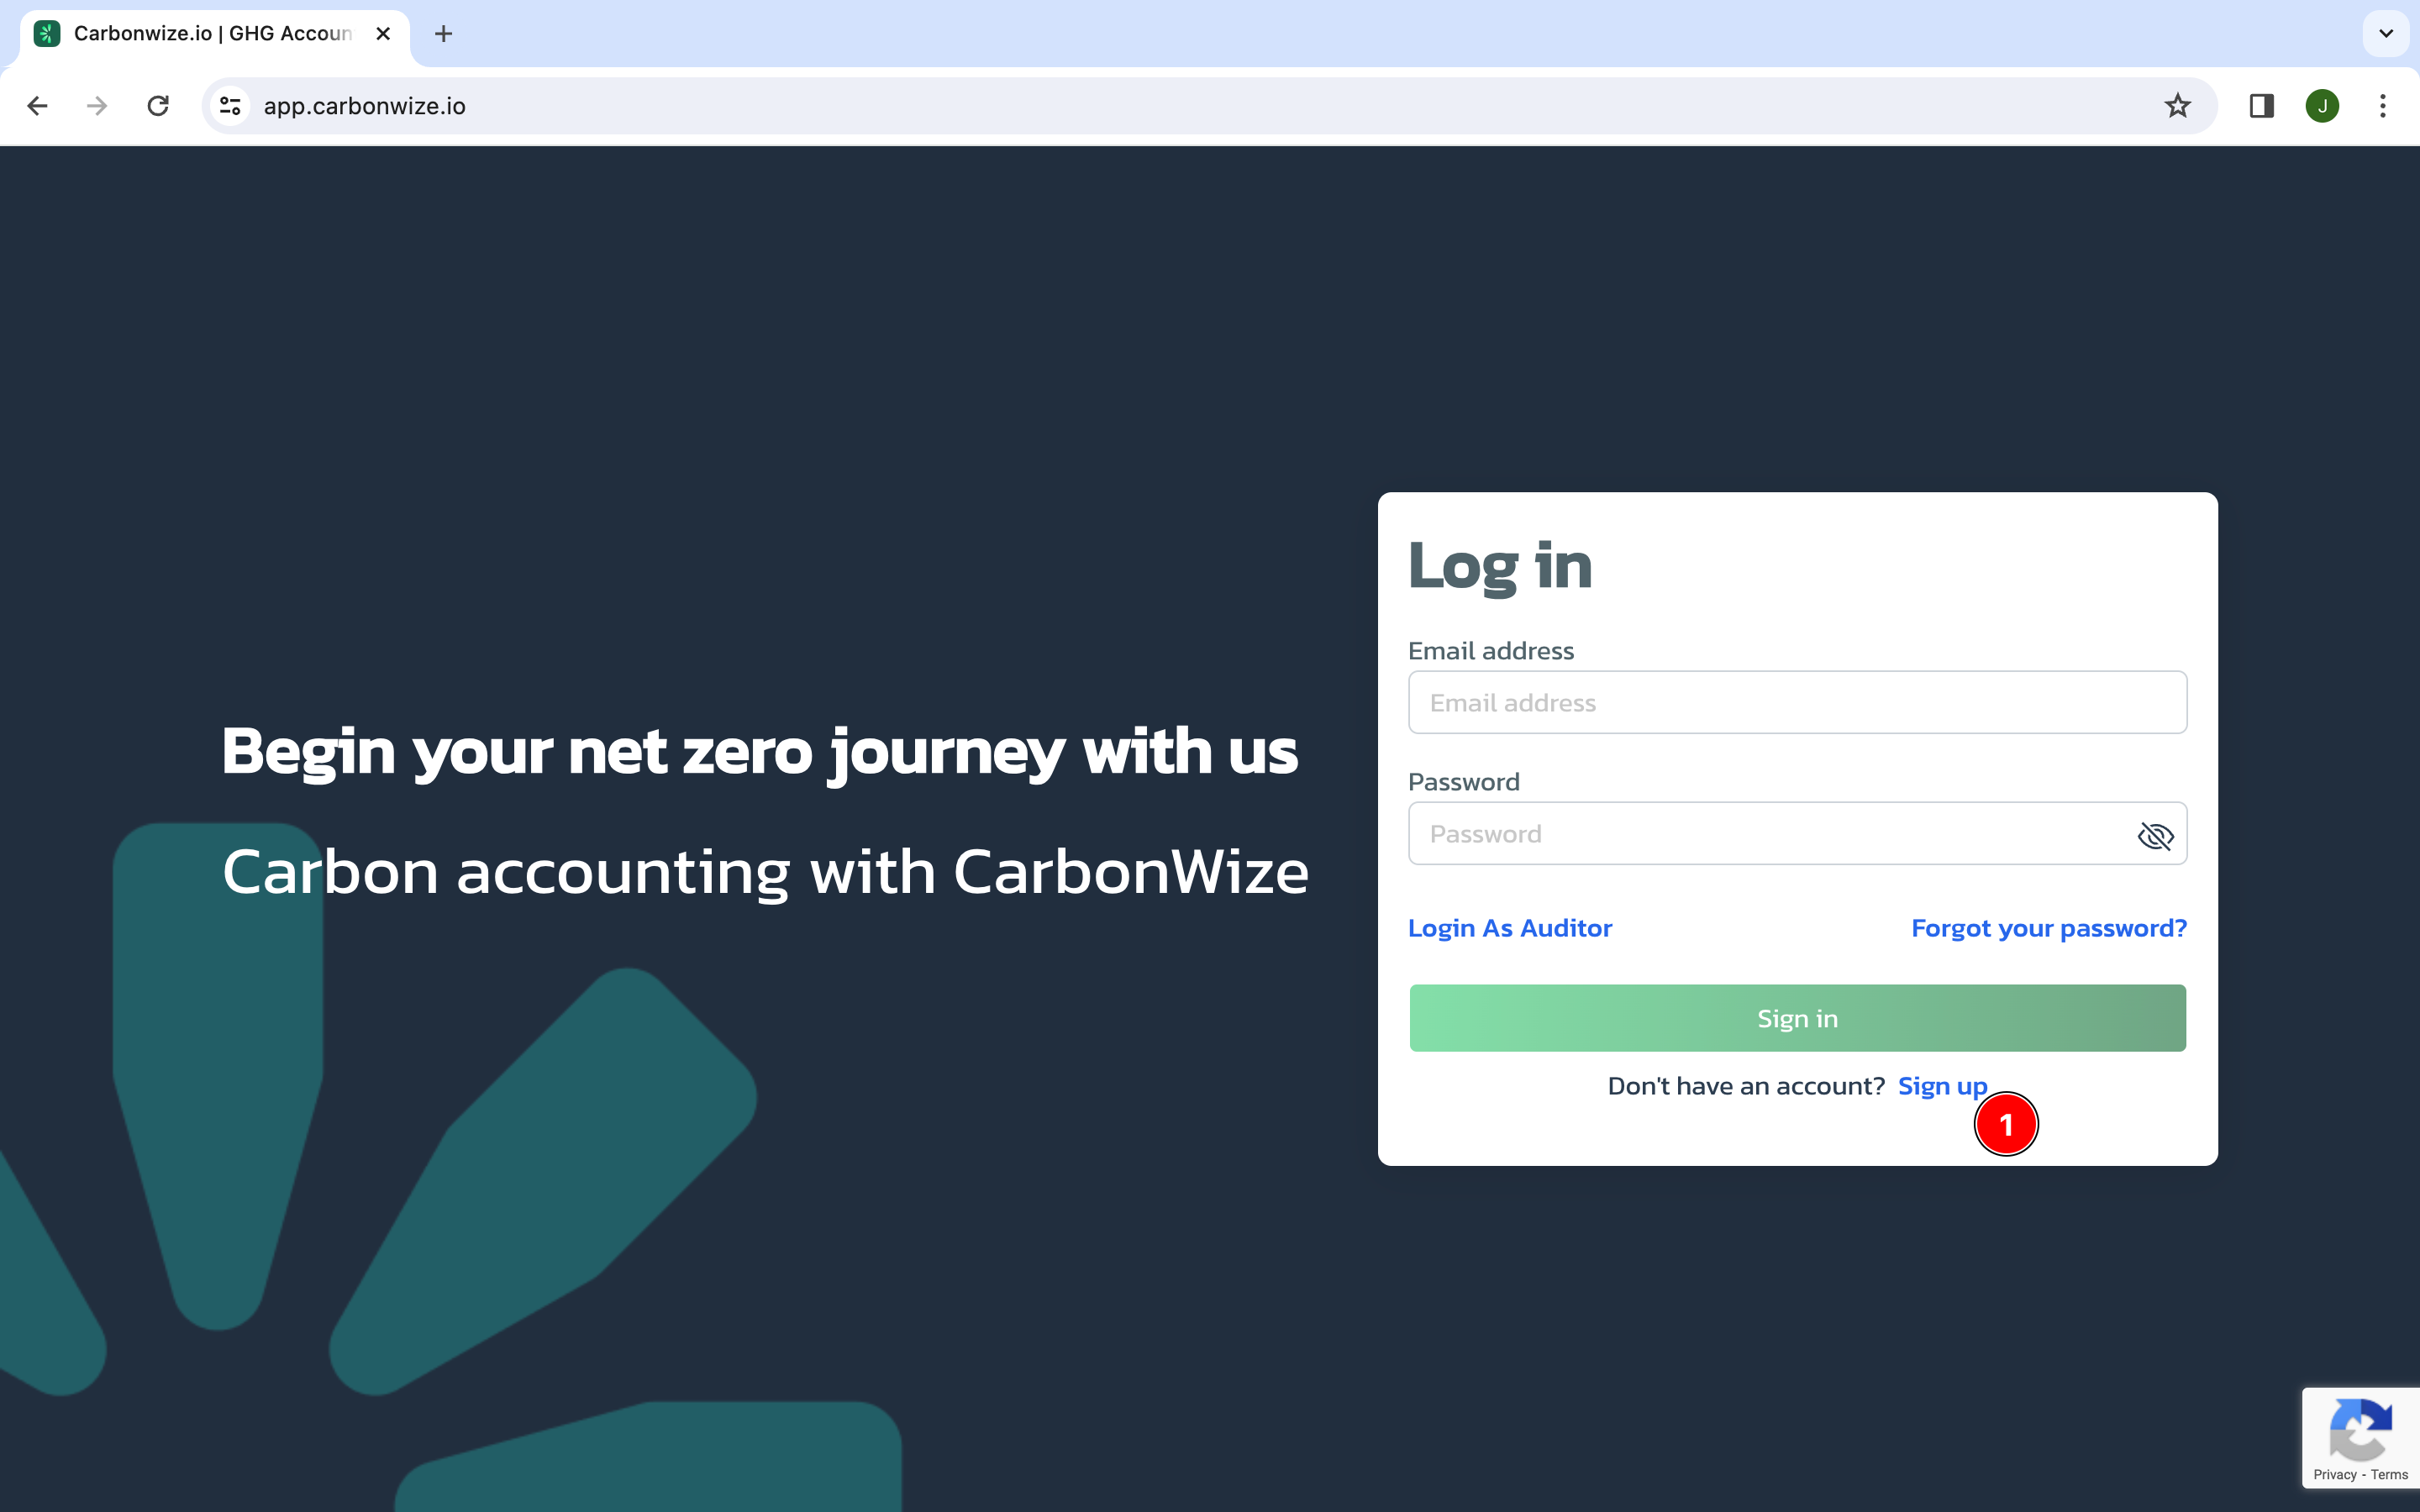 Carbonwize.io | GHG Accoun
app.carbonwize.io
J
Begin your net zero journey with us
Carbon accounting with CarbonWize
Log in
Email address
Email address
Password
Password
Login As Auditor
Forgot your password?
Sign in
Don't have an account? Sign up
1
Privacy - Terms